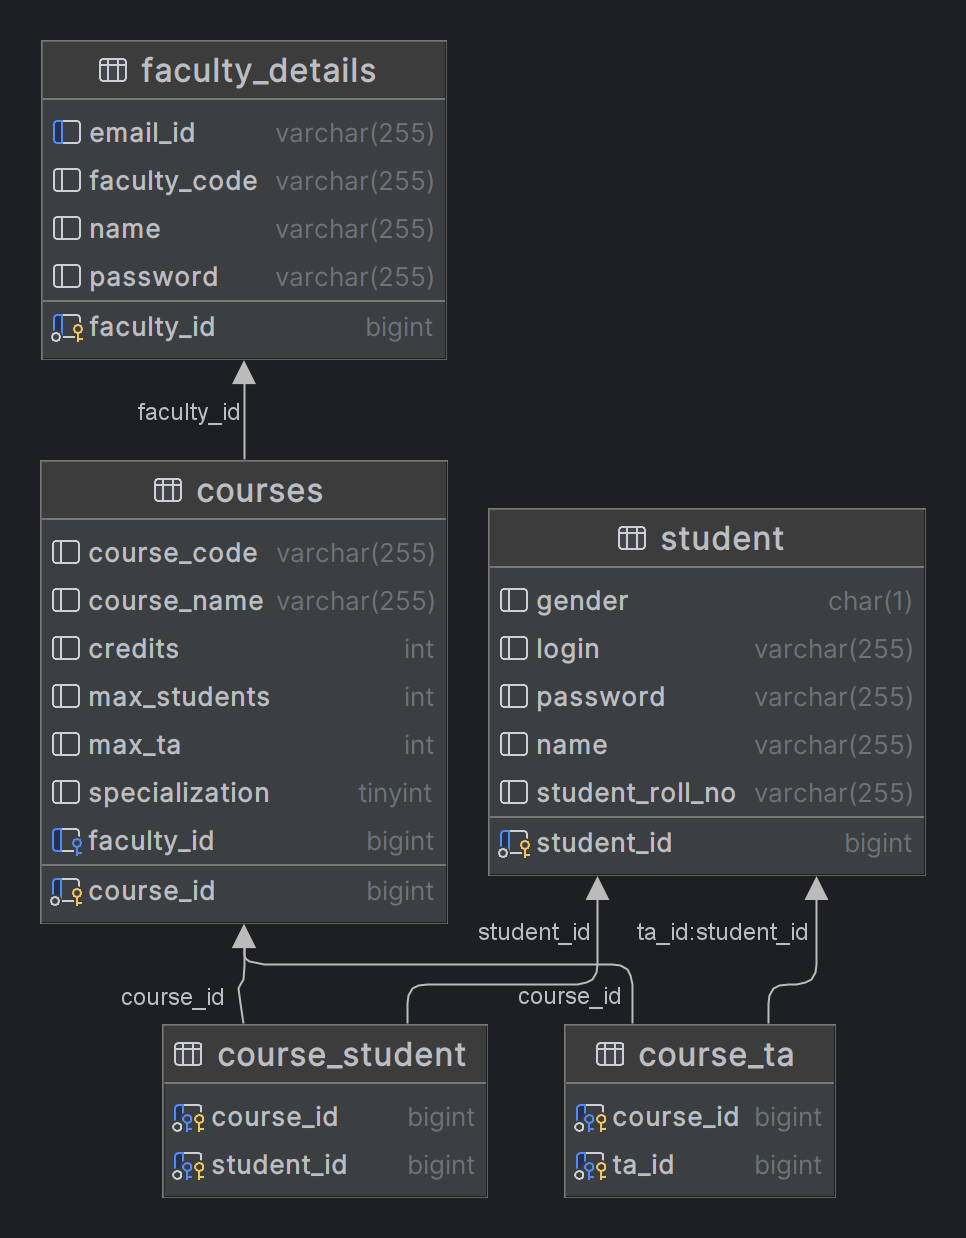 faculty_details
email_id varchar(255)
faculty_code varchar(255)
name varchar(255)
password varchar(255)
faculty_id bigint
faculty_id
courses
course_code varchar(255)
course_name varchar(255)
credits int
max_students int
max_ta int
specialization tinyint
faculty_id bigint
course_id bigint
student
gender char(1)
login varchar(255)
password varchar(255)
name varchar(255)
student_roll_no varchar(255)
student_id bigint
student_id
ta_id:student_id
course_id
course_id
course_student
course_id bigint
student_id bigint
course_ta
course_id bigint
ta_id bigint